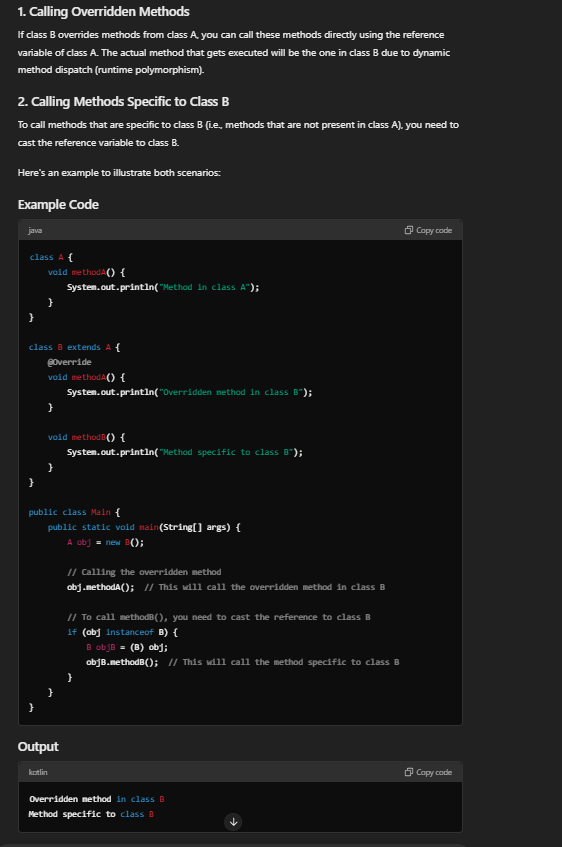 1. Calling Overridden Methods
If class B overrides methods from class A, you can call these methods directly using the reference
variable of class A. The actual method that gets executed will be the one in class B due to dynamic
method dispatch (runtime polymorphism).
2. Calling Methods Specific to Class B
To call methods that are specific to class B (i.e., methods that are not present in class A), you need to
cast the reference variable to class B.
Here's an example to illustrate both scenarios:
Example Code
java Copy code
class A {
    void methodA() {
        System.out.println("Method in class A");
    }
}
class B extends A {
    @Override
    void methodA() {
        System.out.println("Overridden method in class B");
    }
    void methodB() {
        System.out.println("Method specific to class B");
    }
}
public class Main {
    public static void main(String[] args) {
        A obj = new B();
        // Calling the overridden method
        obj.methodA();  // This will call the overridden method in class B
        // To call methodB(), you need to cast the reference to class B
        if (obj instanceof B) {
            B objB = (B) obj;
            objB.methodB();  // This will call the method specific to class B
        }
    }
}
Output
kotlin Copy code
Overridden method in class B
Method specific to class B